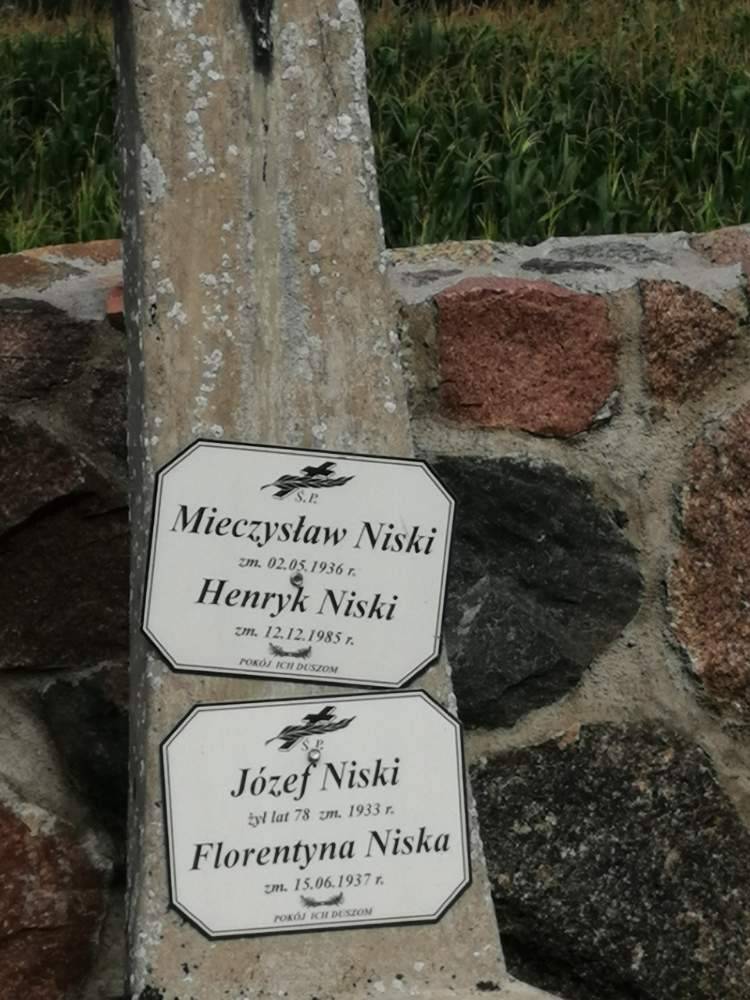 Ś.P.
Mieczysław Niski
zm. 02.05.1936 r.
Henryk Niski
zm. 12.12.1985 r.
POKÓJ ICH DUSZOM
Ś.P.
Józef Niski
żył lat 78 zm. 1933 r.
Florentyna Niska
zm. 15.06.1937 r.
POKÓJ ICH DUSZOM